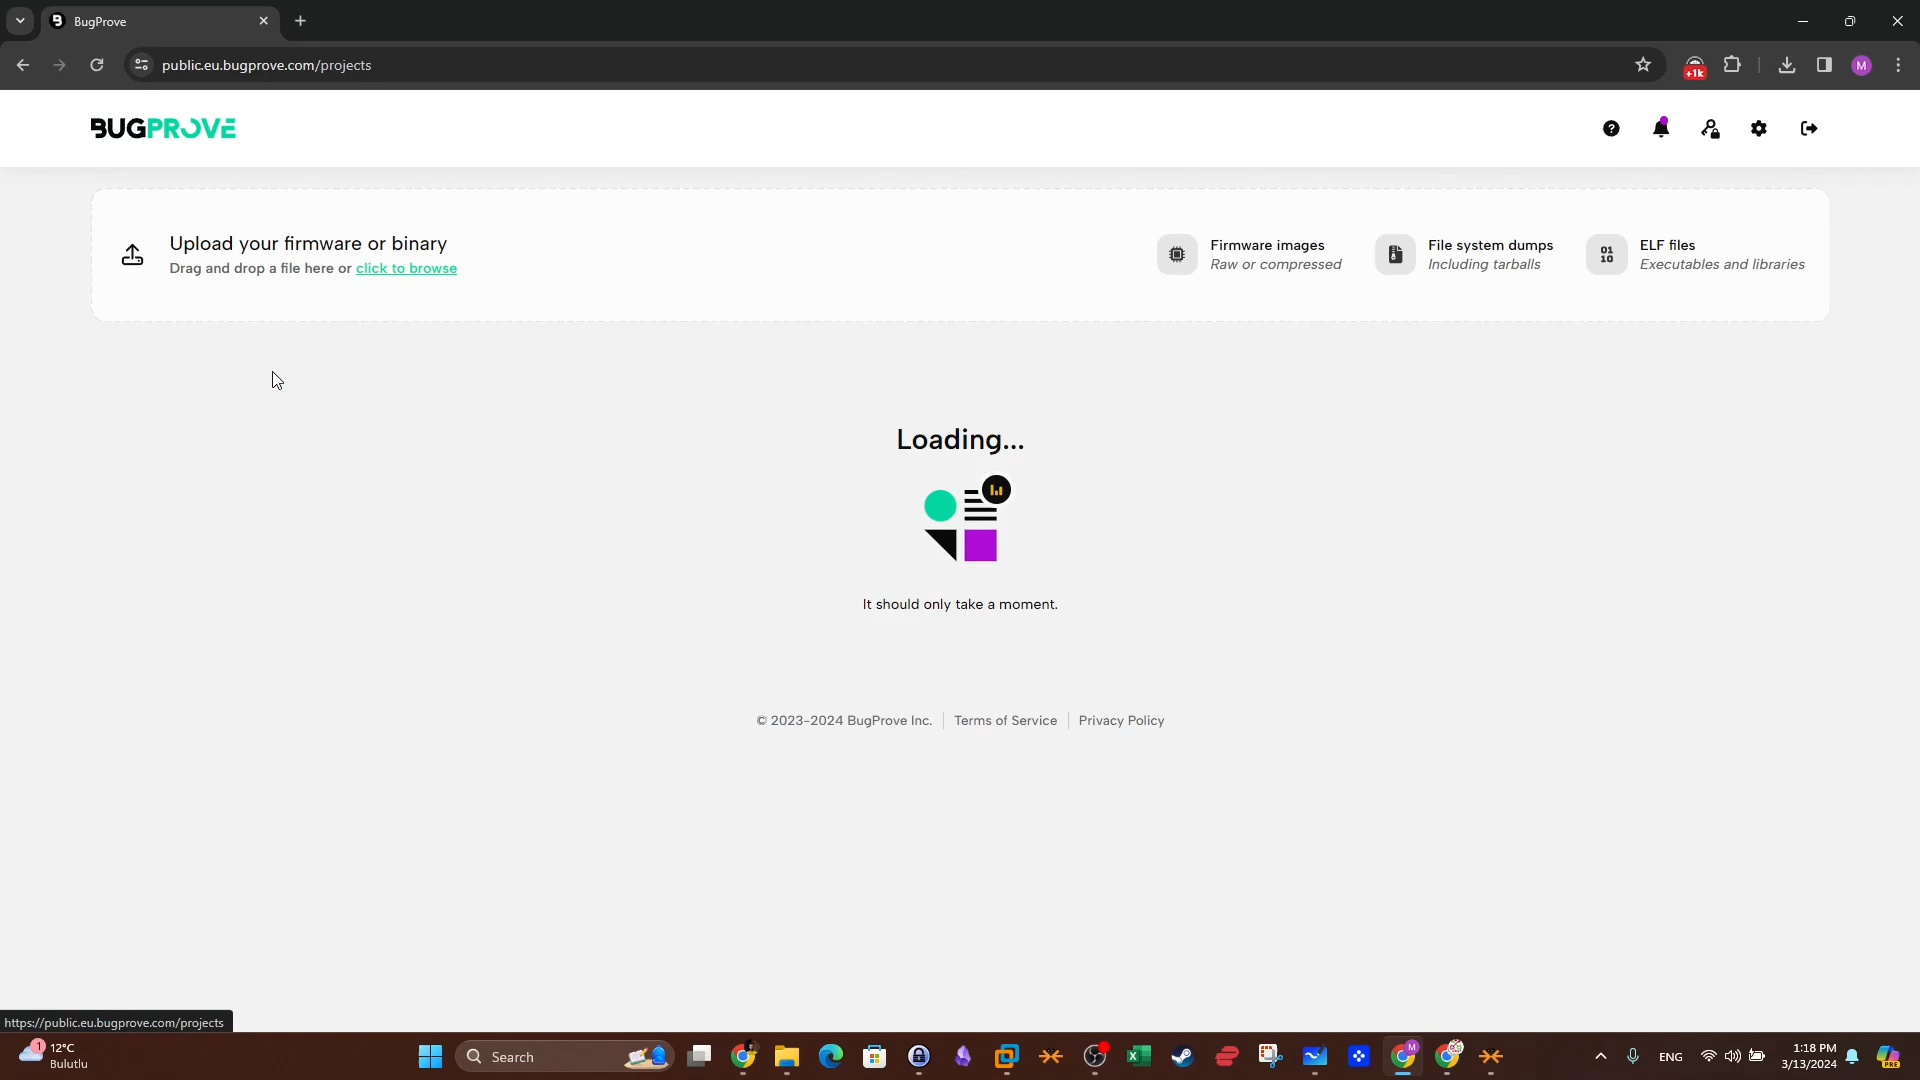 BugProve
public.eu.bugprove.com/projects
+1k
M
BUGPROVE
Upload your firmware or binary
Drag and drop a file here or click to browse
Firmware images
Raw or compressed
File system dumps
Including tarballs
ELF files
Executables and libraries
Loading...
It should only take a moment.
© 2023-2024 BugProve Inc.
Terms of Service
Privacy Policy
https://public.eu.bugprove.com/projects
1
12°C
Bulutlu
Search
M
ENG
1:18 PM
3/13/2024
PRE